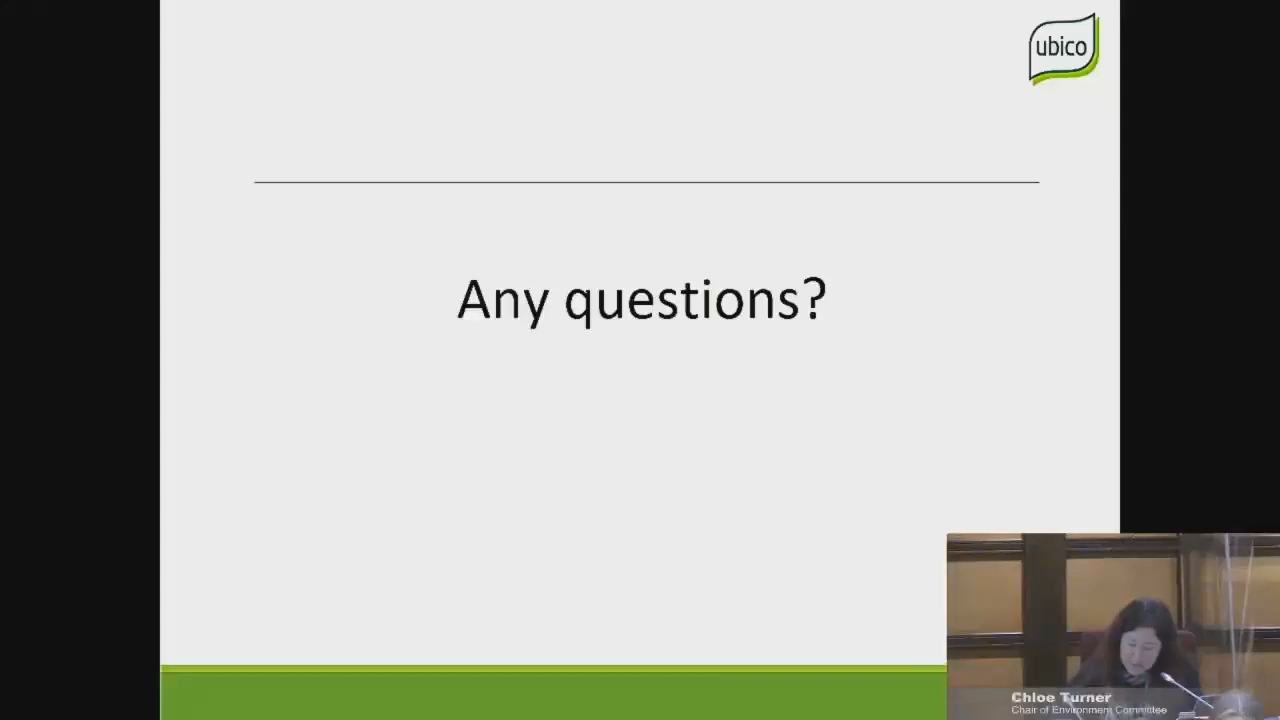 ubico
Any questions?
Chloe Turner
Chair of Environment Committee